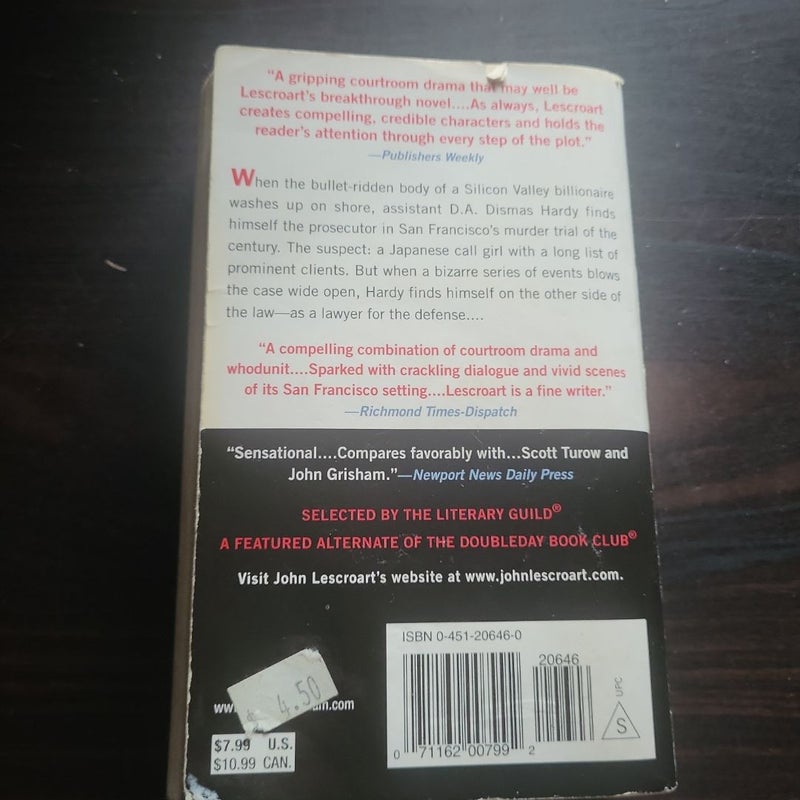 “A gripping courtroom drama that may well be
Lescroart’s breakthrough novel....As always, Lescroart
creates compelling, credible characters and holds the
reader’s attention through every step of the plot.”
—Publishers Weekly
When the bullet-ridden body of a Silicon Valley billionaire
washes up on shore, assistant D.A. Dismas Hardy finds
himself the prosecutor in San Francisco’s murder trial of the
century. The suspect: a Japanese call girl with a long list of
prominent clients. But when a bizarre series of events blows
the case wide open, Hardy finds himself on the other side of
the law—as a lawyer for the defense....
“A compelling combination of courtroom drama and
whodunit....Sparked with crackling dialogue and vivid scenes
of its San Francisco setting....Lescroart is a fine writer.”
—Richmond Times-Dispatch
“Sensational....Compares favorably with...Scott Turow and
John Grisham.”—Newport News Daily Press
SELECTED BY THE LITERARY GUILD®
A FEATURED ALTERNATE OF THE DOUBLEDAY BOOK CLUB®
Visit John Lescroart’s website at www.johnlescroart.com.
ISBN 0-451-20646-0
20646
UPC
S
$ 4.50
$7.99 U.S.
$10.99 CAN.
0 71162 00799 2